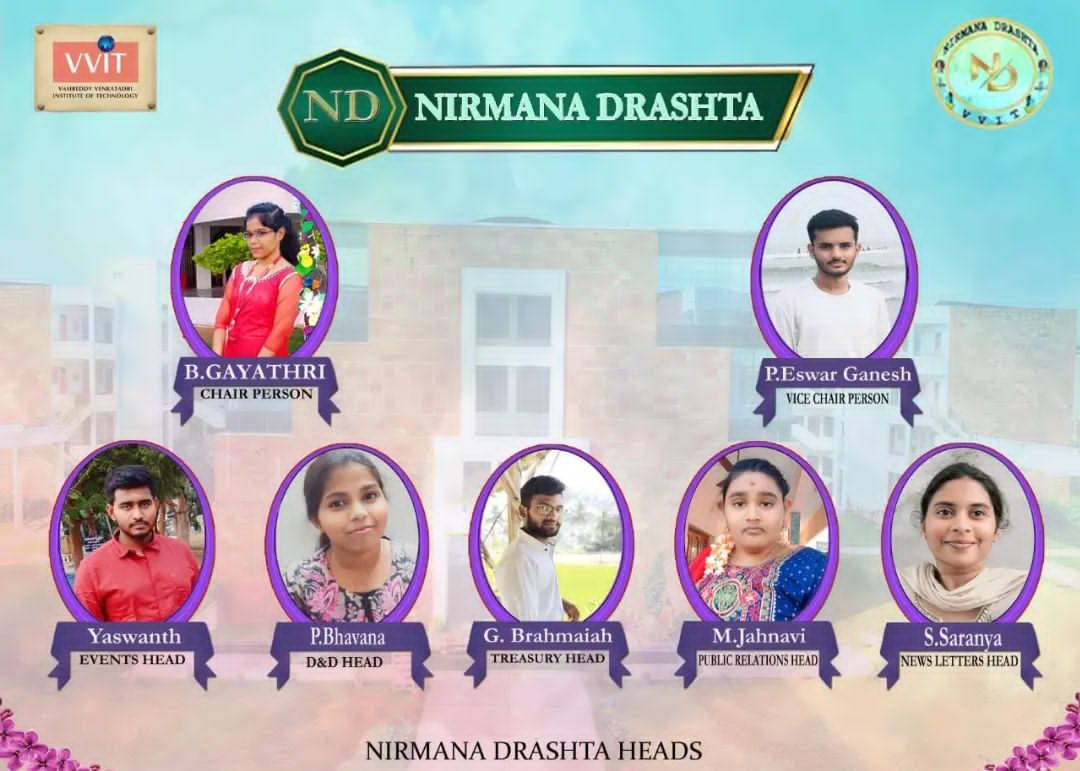 VVIT
VASIREDDY VENKATADRI
INSTITUTE OF TECHNOLOGY
ND NIRMANA DRASHTA
NIRMANA DRASHTA
ND
VVIT
B.GAYATHRI
CHAIR PERSON
P.Eswar Ganesh
VICE CHAIR PERSON
Yaswanth
EVENTS HEAD
P.Bhavana
D&D HEAD
G. Brahmaiah
TREASURY HEAD
M.Jahnavi
PUBLIC RELATIONS HEAD
S.Saranya
NEWS LETTERS HEAD
NIRMANA DRASHTA HEADS